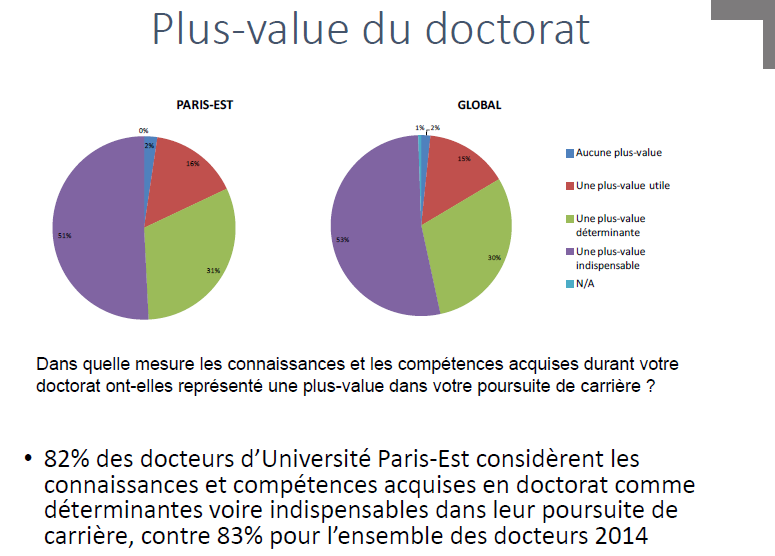 Plus-value du doctorat
PARIS-EST
0%
2%
16%
31%
51%
GLOBAL
1%
2%
15%
30%
53%
Aucune plus-value
Une plus-value utile
Une plus-value
déterminante
Une plus-value
indispensable
N/A
Dans quelle mesure les connaissances et les compétences acquises durant votre
doctorat ont-elles représenté une plus-value dans votre poursuite de carrière ?
• 82% des docteurs d’Université Paris-Est considèrent les
connaissances et compétences acquises en doctorat comme
déterminantes voire indispensables dans leur poursuite de
carrière, contre 83% pour l’ensemble des docteurs 2014